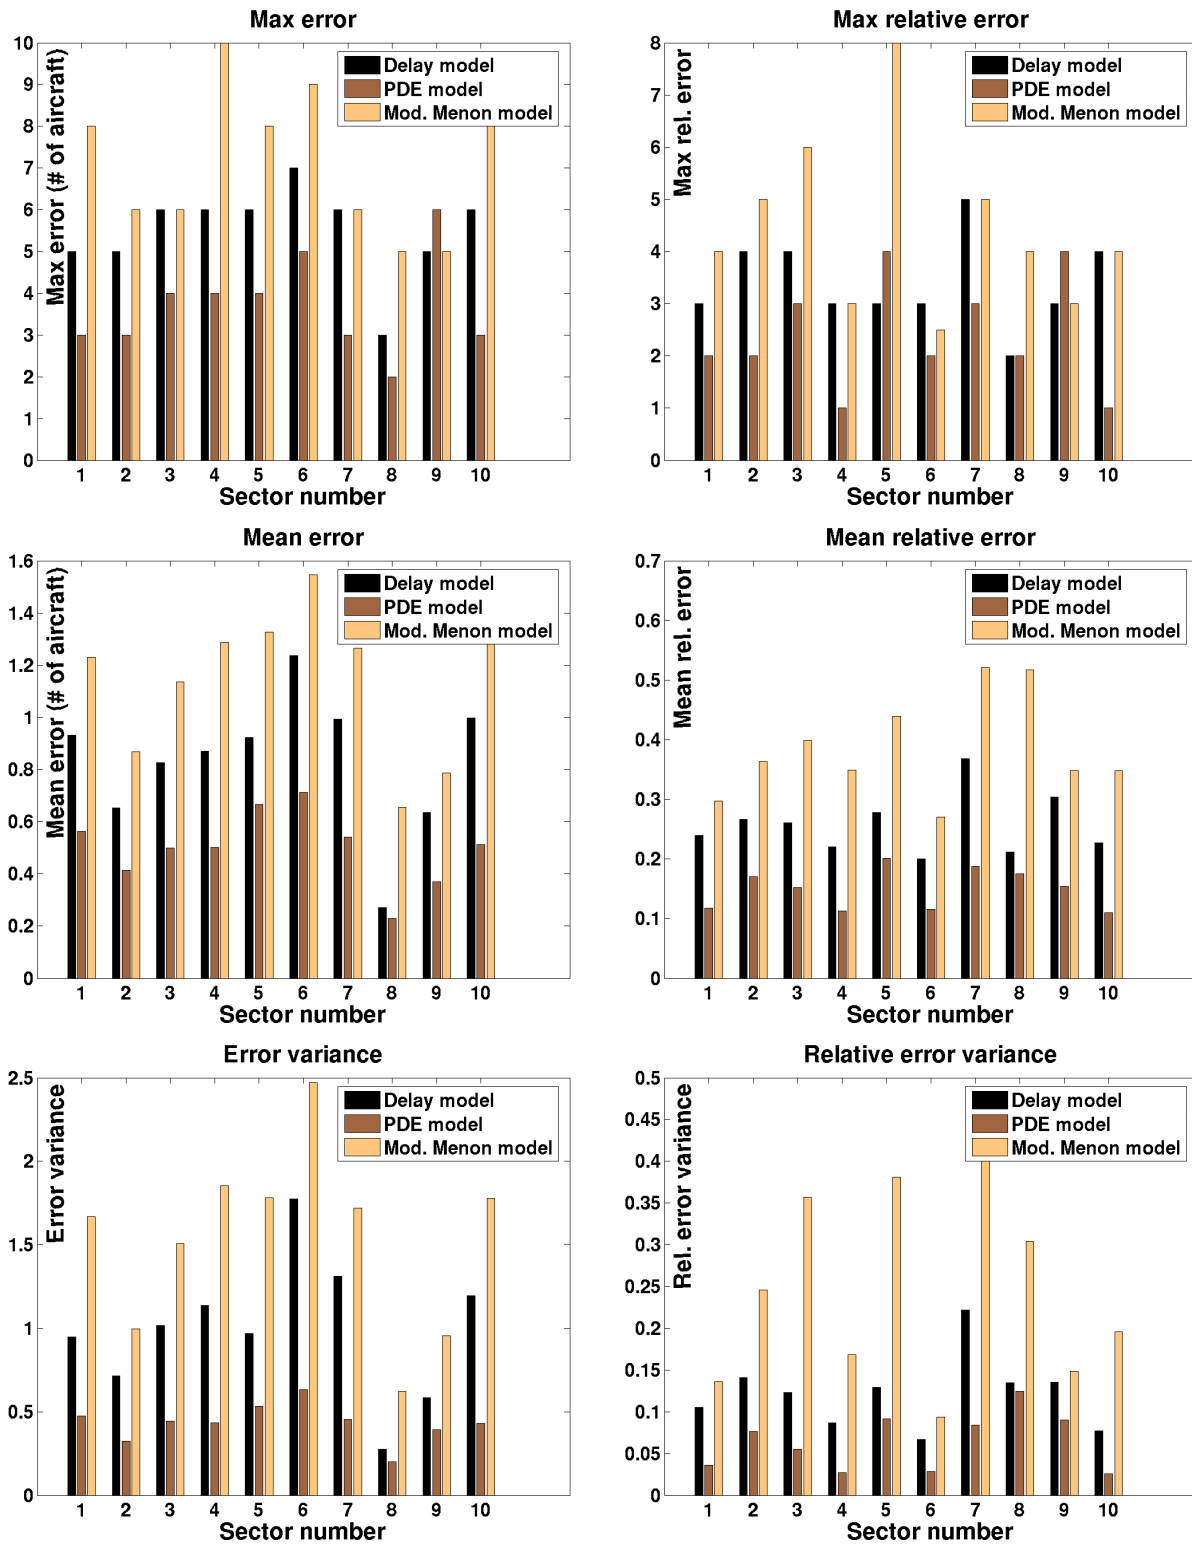 Max error
Max error (# of aircraft)
10
9
8
7
6
5
4
3
2
1
0
Delay model
PDE model
Mod. Menon model
1 2 3 4 5 6 7 8 9 10
Sector number
Max relative error
Max rel. error
8
7
6
5
4
3
2
1
0
Delay model
PDE model
Mod. Menon model
1 2 3 4 5 6 7 8 9 10
Sector number
Mean error
Mean error (# of aircraft)
1.6
1.4
1.2
1
0.8
0.6
0.4
0.2
0
Delay model
PDE model
Mod. Menon model
1 2 3 4 5 6 7 8 9 10
Sector number
Mean relative error
Mean rel. error
0.7
0.6
0.5
0.4
0.3
0.2
0.1
0
Delay model
PDE model
Mod. Menon model
1 2 3 4 5 6 7 8 9 10
Sector number
Error variance
Error variance
2.5
2
1.5
1
0.5
0
Delay model
PDE model
Mod. Menon model
1 2 3 4 5 6 7 8 9 10
Sector number
Relative error variance
Rel. error variance
0.5
0.45
0.4
0.35
0.3
0.25
0.2
0.15
0.1
0.05
0
Delay model
PDE model
Mod. Menon model
1 2 3 4 5 6 7 8 9 10
Sector number